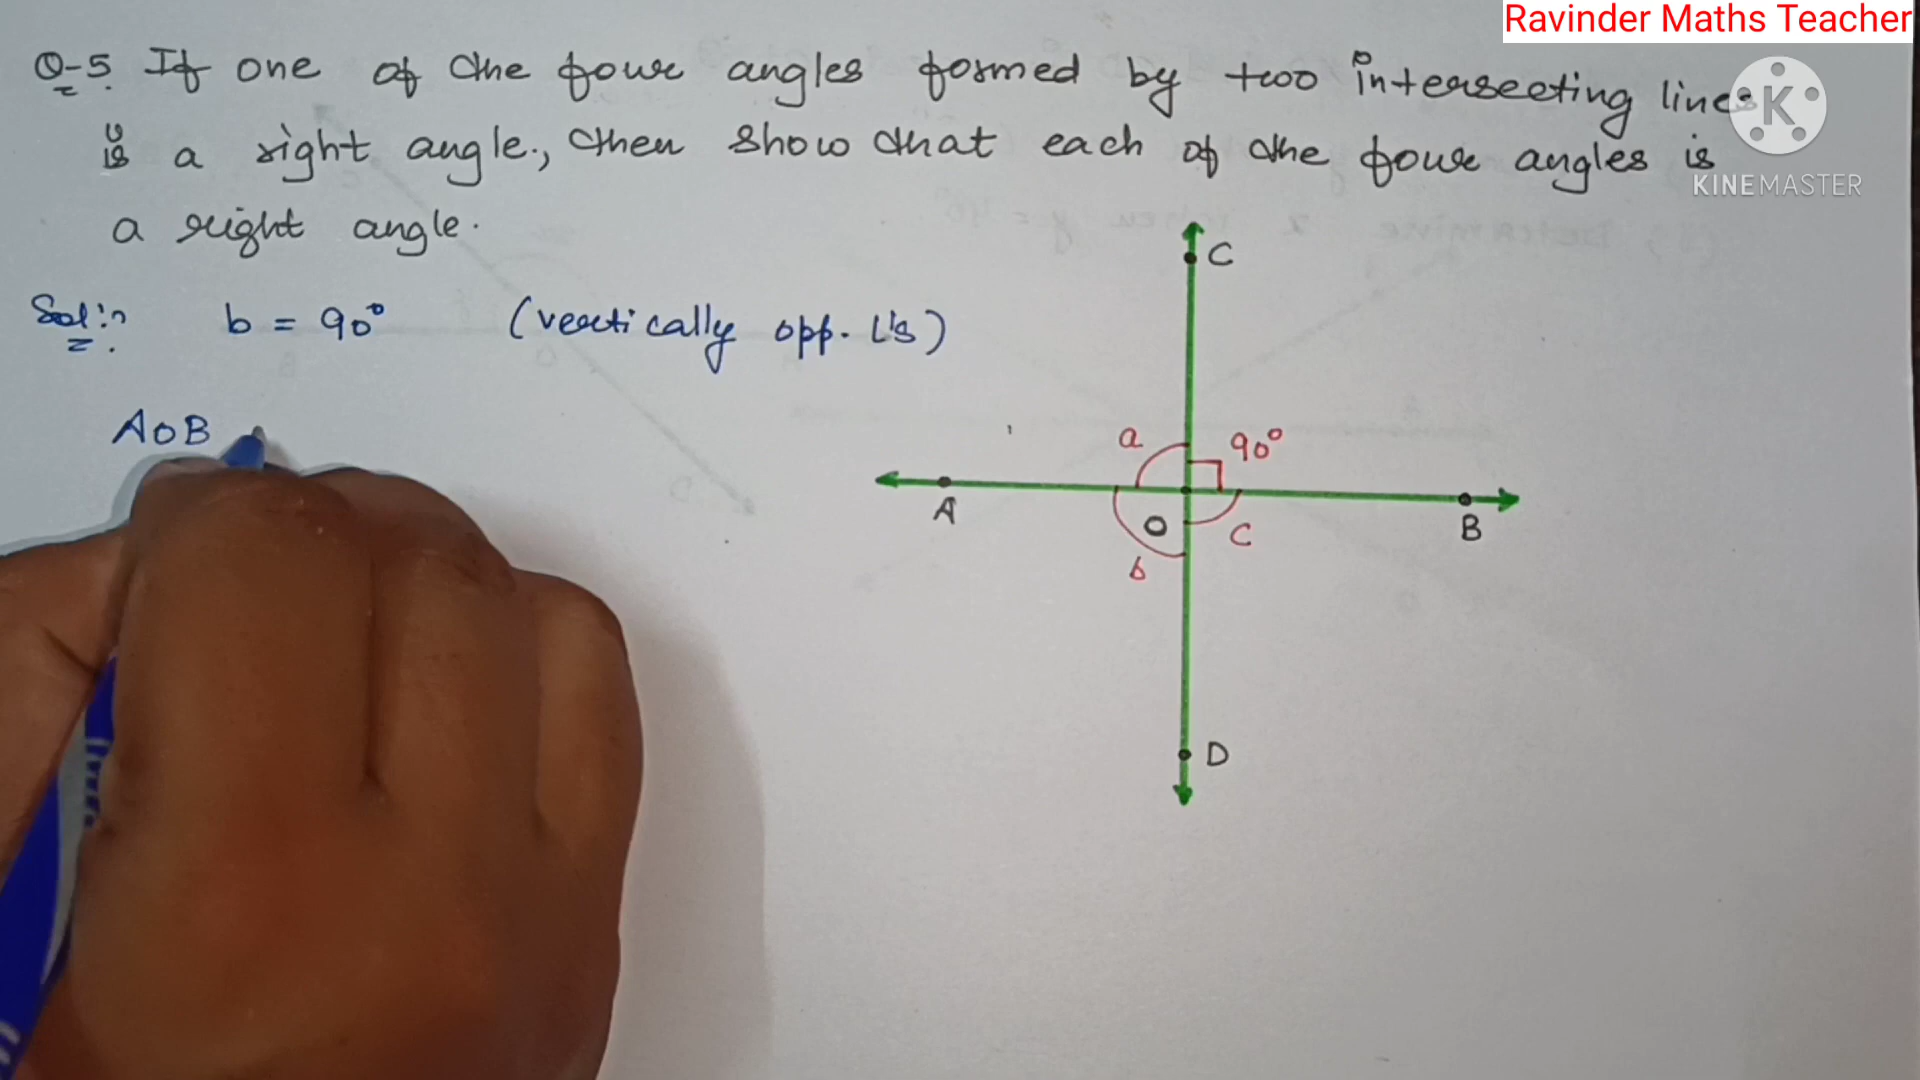 Ravinder Maths Teacher
Q-5 If one of the four angles formed by two intersecting lines
is a right angle., then show that each of the four angles is
a right angle.
K
KINEMASTER
Sol:n b = 90° (vertically opp. L's)
AOB
C
a 90°
A O C B
b
D